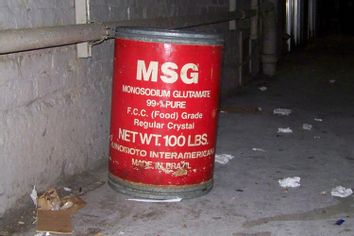 MSG
MONOSODIUM GLUTAMATE
99+% PURE
F.C.C. (Food) GRADE
Regular Crystal
NET WT. 100 LBS.
AJINOMOTO INTERAMERICANA
MADE IN BRAZIL